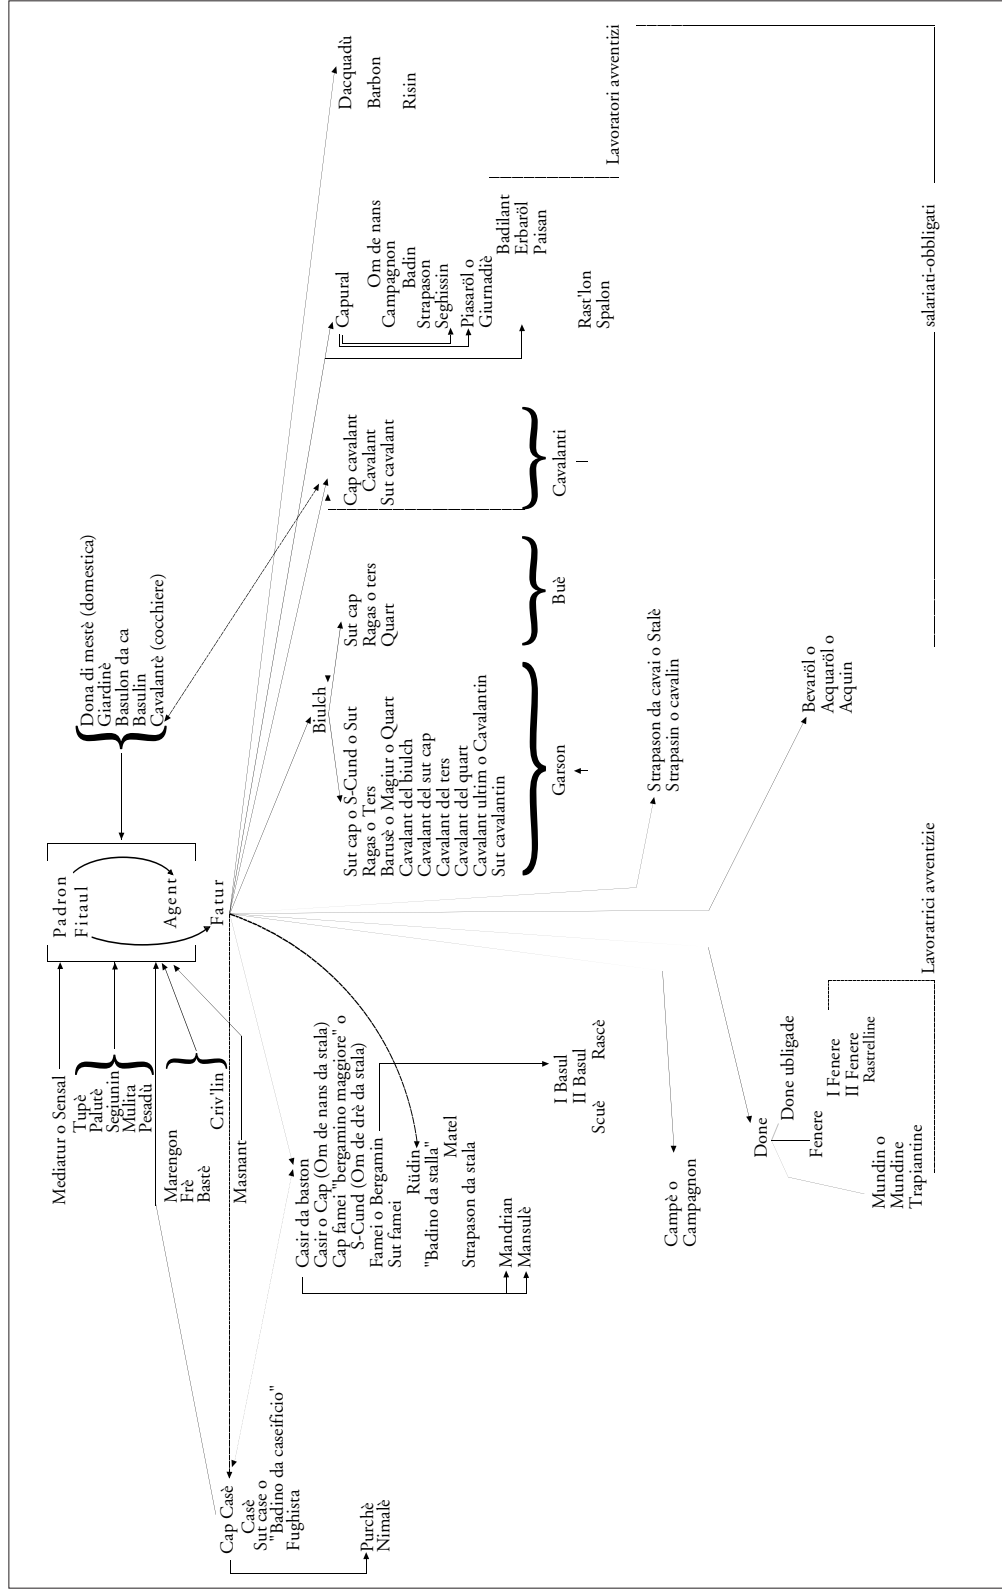 Mediatur o Sensal
Tupè
Palutè
Segiunin
Mulita
Pesadù
Marengon
Frè
Bastè
Criv'lin
Masnant
Padron
Fitaul
Agent
Fatur
Dona di mestè (domestica)
Giardinè
Basulon da ca
Basulin
Cavalantè (cocchiere)
Cap Casè
Casè
Sut case o
"Badino da caseificio"
Fughista
Purchè
Nimalè
Casir da baston
Casir o Cap (Om de nans da stala)
Cap famei "bergamino maggiore" o
S-Cund (Om de drè da stala)
Famei o Bergamin
Sut famei
Rüdin
"Badino da stalla"
Matel
Strapason da stala
Mandrian
Mansulè
I Basul
II Basul
Scuè
Rascè
Biulch
Sut cap o S-Cund o Sut
Ragas o Ters
Barusè o Magiur o Quart
Cavalant del biulch
Cavalant del sut cap
Cavalant del ters
Cavalant del quart
Cavalant ultim o Cavalantin
Sut cavalantin
Garson
Sut cap
Ragas o ters
Quart
Buè
Cap cavalant
Cavalant
Sut cavalant
Cavalanti
Capural
Om de nans
Campagnon
Badin
Strapason
Seghissin
Piasaröl o
Giurnadiè
Badilant
Erbaröl
Paisan
Rast'lon
Spalon
Dacquadù
Barbon
Risin
Lavoratori avventizi
Campè o
Campagnon
Done
Done ubligade
Fenere
I Fenere
II Fenere
Rastrelline
Mundin o
Mundine
Trapiantine
Lavoratrici avventizie
Strapason da cavai o Stalè
Strapasin o cavalin
Bevaröl o
Acquaröl o
Acquin
salariati-obbligati